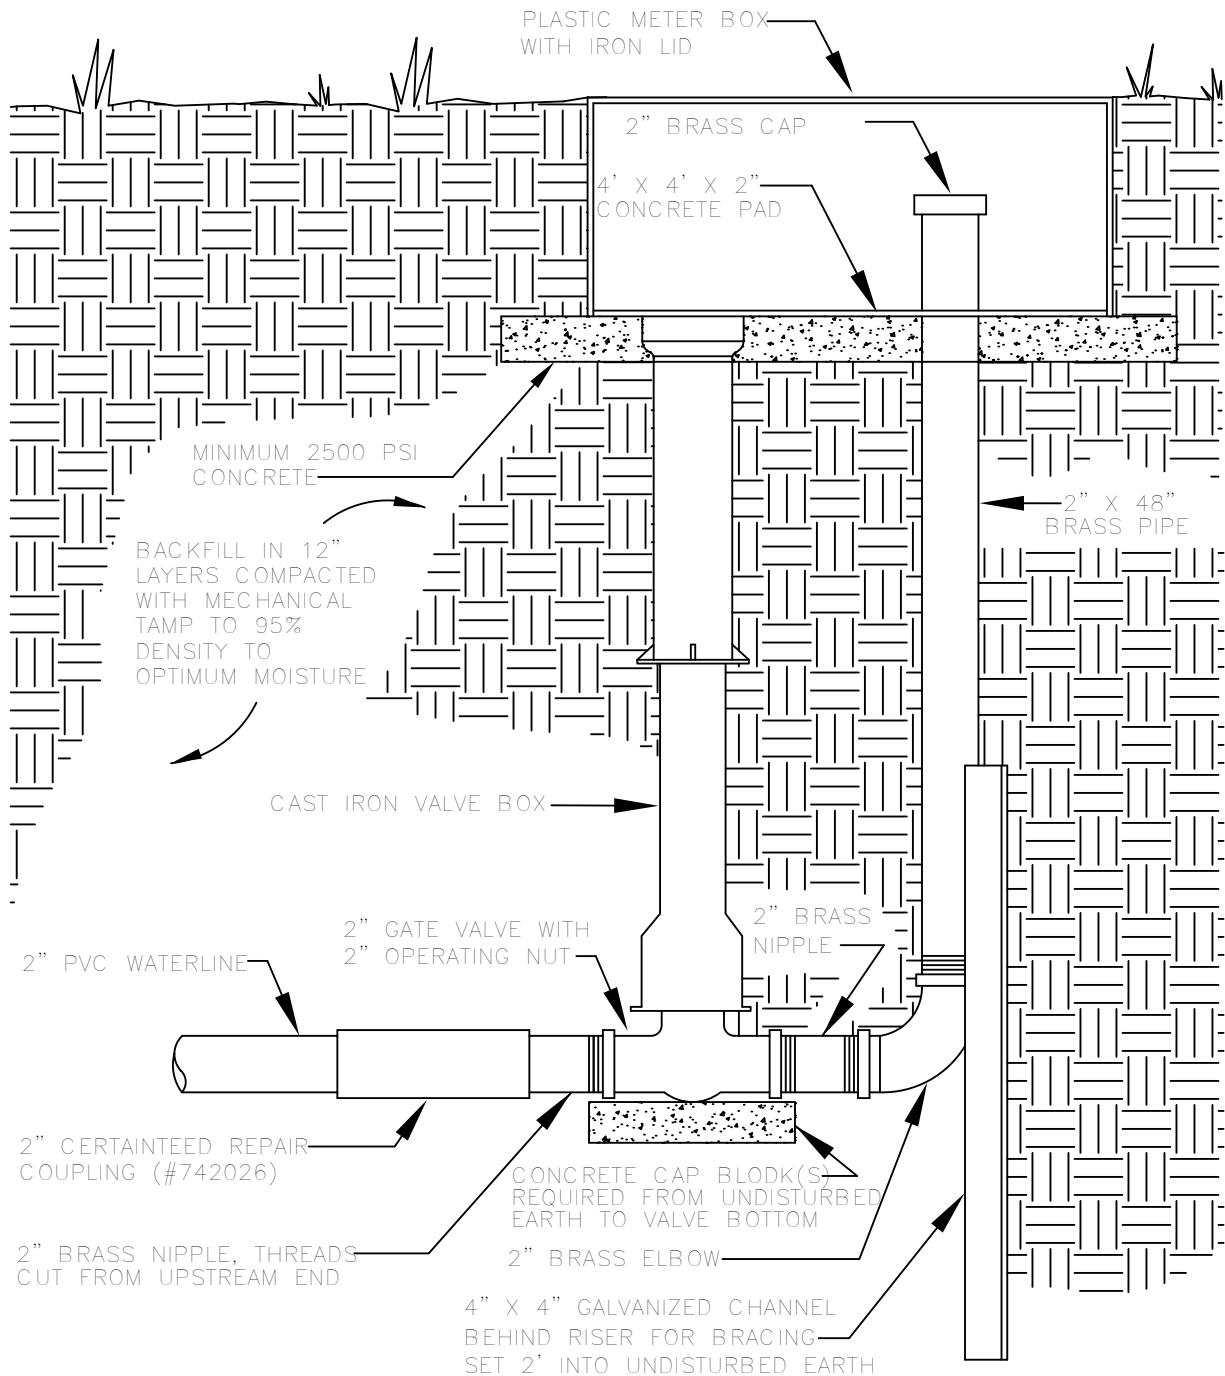 PLASTIC METER BOX
WITH IRON LID
2" BRASS CAP
4' X 4' X 2"
CONCRETE PAD
MINIMUM 2500 PSI
CONCRETE
2" X 48"
BRASS PIPE
BACKFILL IN 12"
LAYERS COMPACTED
WITH MECHANICAL
TAMP TO 95%
DENSITY TO
OPTIMUM MOISTURE
CAST IRON VALVE BOX
2" GATE VALVE WITH
2" OPERATING NUT
2" BRASS
NIPPLE
2" PVC WATERLINE
2" CERTAINTEED REPAIR
COUPLING (#742026)
CONCRETE CAP BLODK(S)
REQUIRED FROM UNDISTURBED
EARTH TO VALVE BOTTOM
2" BRASS NIPPLE, THREADS
CUT FROM UPSTREAM END
2" BRASS ELBOW
4" X 4" GALVANIZED CHANNEL
BEHIND RISER FOR BRACING
SET 2' INTO UNDISTURBED EARTH